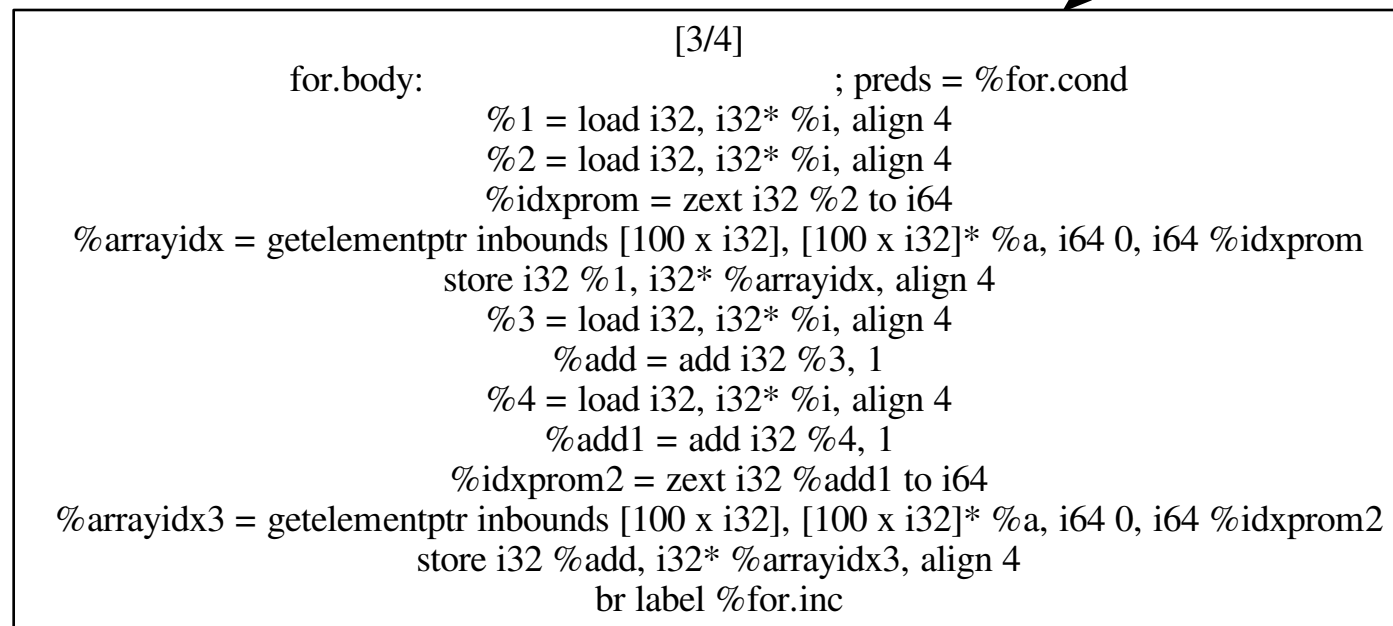 [3/4]
for.body: ; preds = %for.cond
%1 = load i32, i32* %i, align 4
%2 = load i32, i32* %i, align 4
%idxprom = zext i32 %2 to i64
%arrayidx = getelementptr inbounds [100 x i32], [100 x i32]* %a, i64 0, i64 %idxprom
store i32 %1, i32* %arrayidx, align 4
%3 = load i32, i32* %i, align 4
%add = add i32 %3, 1
%4 = load i32, i32* %i, align 4
%add1 = add i32 %4, 1
%idxprom2 = zext i32 %add1 to i64
%arrayidx3 = getelementptr inbounds [100 x i32], [100 x i32]* %a, i64 0, i64 %idxprom2
store i32 %add, i32* %arrayidx3, align 4
br label %for.inc